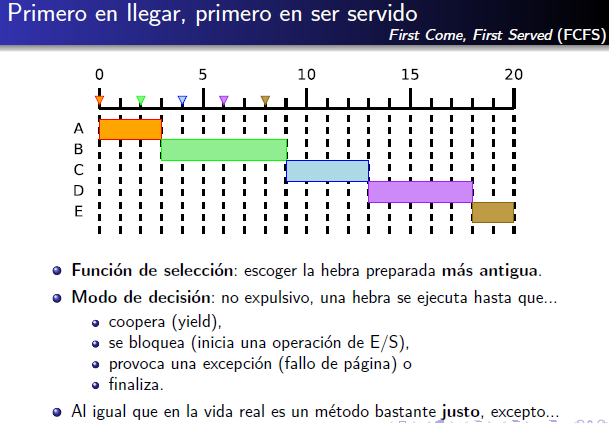 Primero en llegar, primero en ser servido
First Come, First Served (FCFS)
0 5 10 15 20
A
B
C
D
E
Función de selección: escoger la hebra preparada más antigua.
Modo de decisión: no expulsivo, una hebra se ejecuta hasta que...
coopera (yield),
se bloquea (inicia una operación de E/S),
provoca una excepción (fallo de página) o
finaliza.
Al igual que en la vida real es un método bastante justo, excepto...